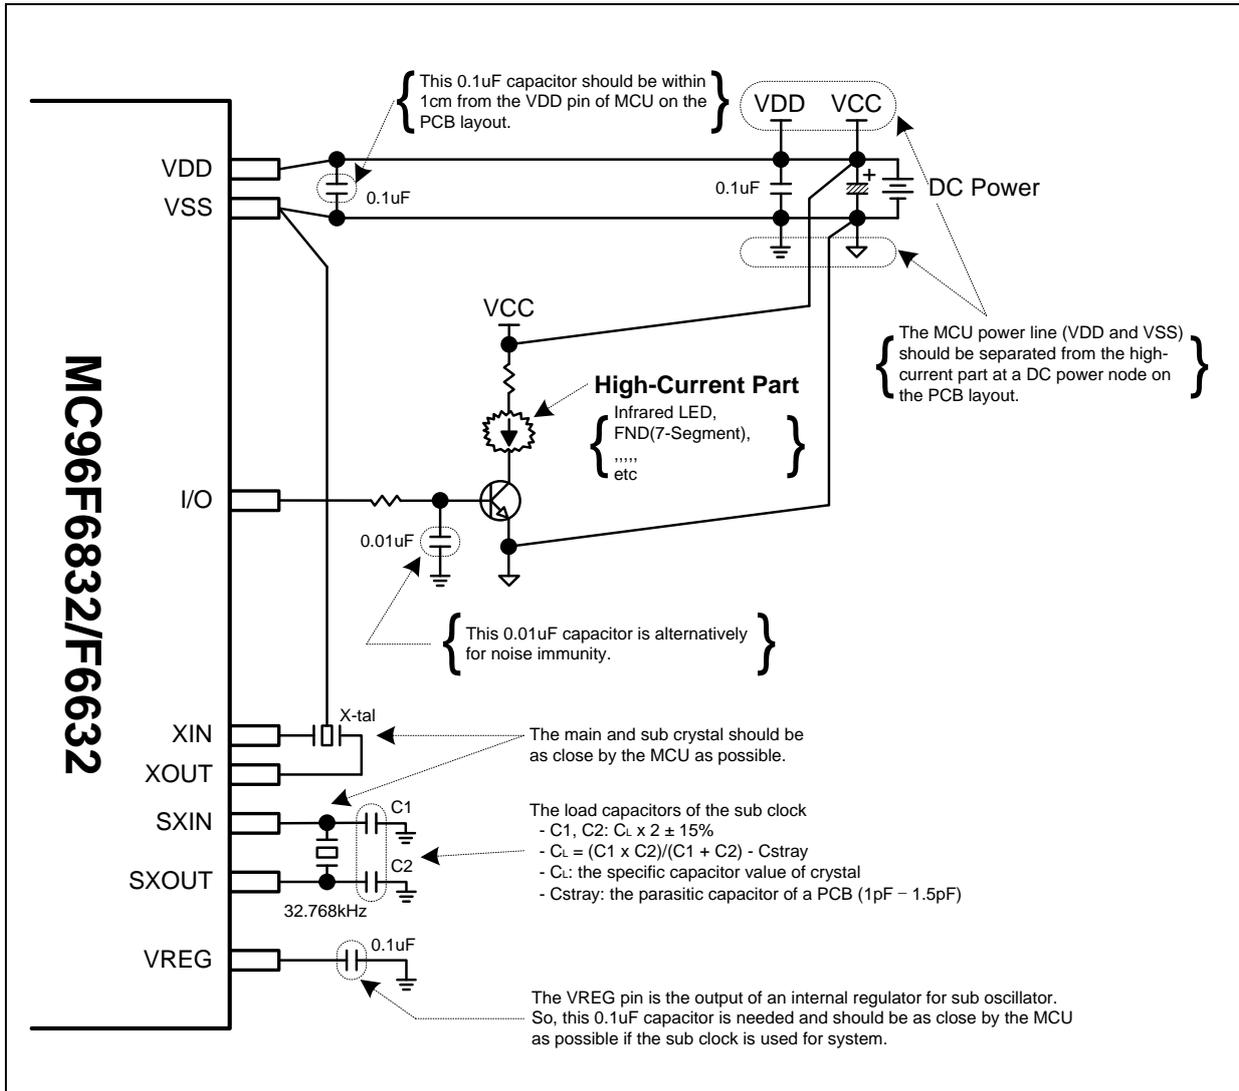 This 0.1uF capacitor should be within
1cm from the VDD pin of MCU on the
PCB layout.
VDD
VCC
VDD
VSS
0.1uF
0.1uF
+
DC Power
VCC
The MCU power line (VDD and VSS)
should be separated from the high-
current part at a DC power node on
the PCB layout.
High-Current Part
Infrared LED,
FND(7-Segment),
,,,,,
etc
MC96F6832/F6632
I/O
0.01uF
This 0.01uF capacitor is alternatively
for noise immunity.
X-tal
XIN
XOUT
The main and sub crystal should be
as close by the MCU as possible.
SXIN
C1
SXOUT
C2
32.768kHz
The load capacitors of the sub clock
- C1, C2: CL x 2 ± 15%
- CL = (C1 x C2)/(C1 + C2) - Cstray
- CL: the specific capacitor value of crystal
- Cstray: the parasitic capacitor of a PCB (1pF – 1.5pF)
VREG
0.1uF
The VREG pin is the output of an internal regulator for sub oscillator.
So, this 0.1uF capacitor is needed and should be as close by the MCU
as possible if the sub clock is used for system.